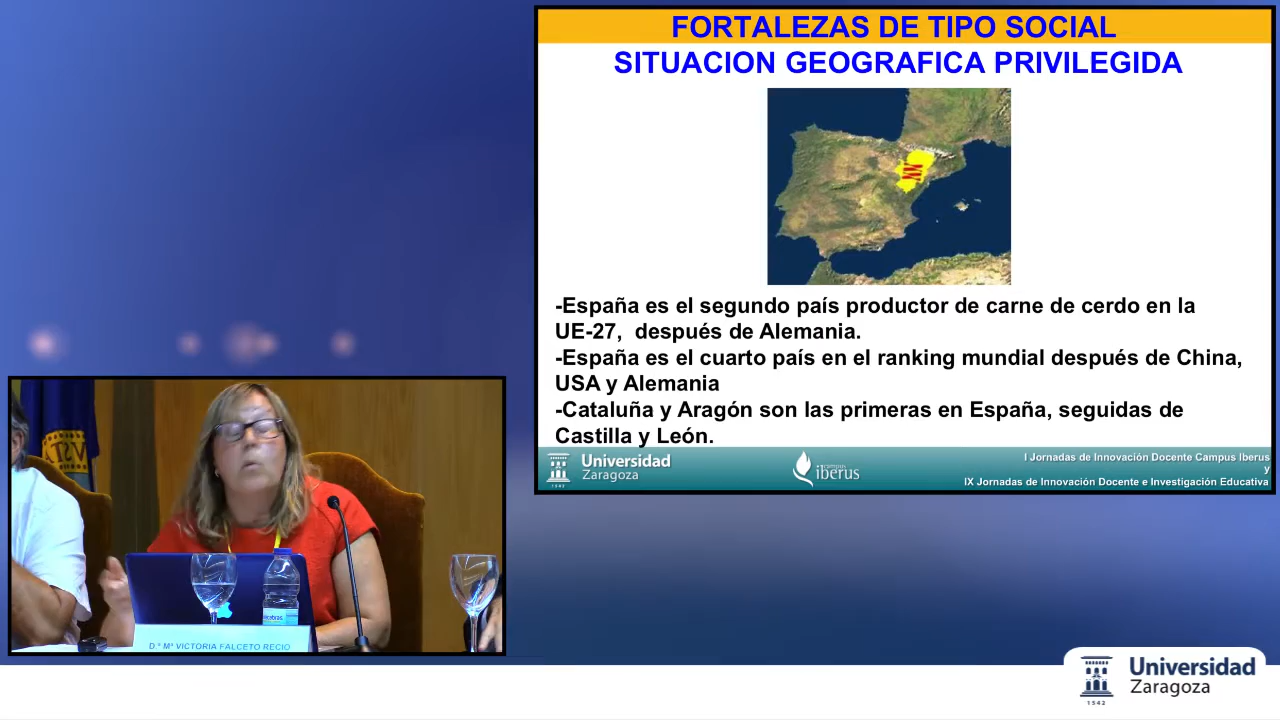 FORTALEZAS DE TIPO SOCIAL
SITUACION GEOGRAFICA PRIVILEGIDA
-España es el segundo país productor de carne de cerdo en la
UE-27, después de Alemania.
-España es el cuarto país en el ranking mundial después de China,
USA y Alemania
-Cataluña y Aragón son las primeras en España, seguidas de
Castilla y León.
1542
Universidad
Zaragoza
campus
iberus
I Jornadas de Innovación Docente Campus Iberus
y
IX Jornadas de Innovación Docente e Investigación Educativa
D.ª Mª VICTORIA FALCETO RECIO
1542
Universidad
Zaragoza